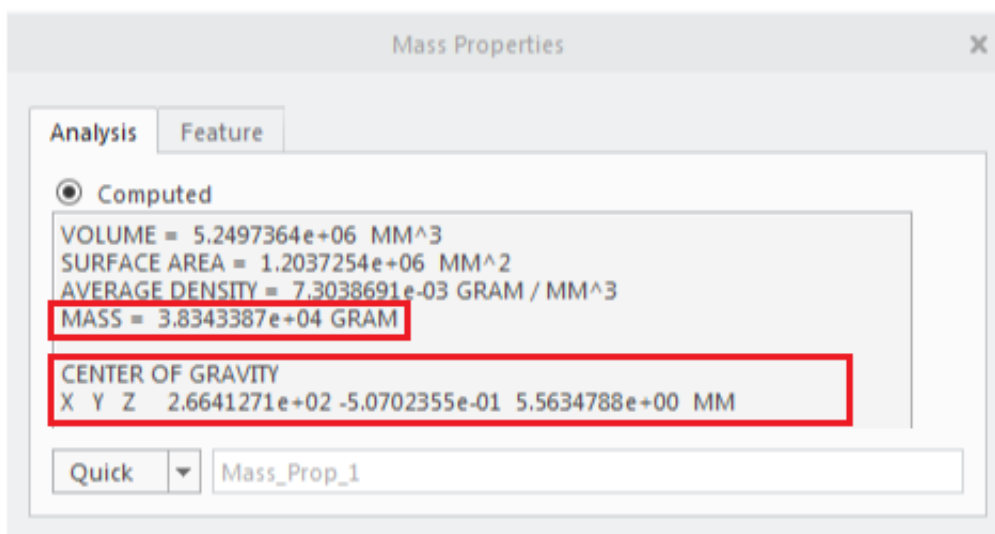 Mass Properties
Analysis Feature
Computed
VOLUME = 5.2497364e+06 MM^3
SURFACE AREA = 1.2037254e+06 MM^2
AVERAGE DENSITY = 7.3038691e-03 GRAM / MM^3
MASS = 3.8343387e+04 GRAM
CENTER OF GRAVITY
X Y Z 2.6641271e+02 -5.0702355e-01 5.5634788e+00 MM
Quick Mass_Prop_1